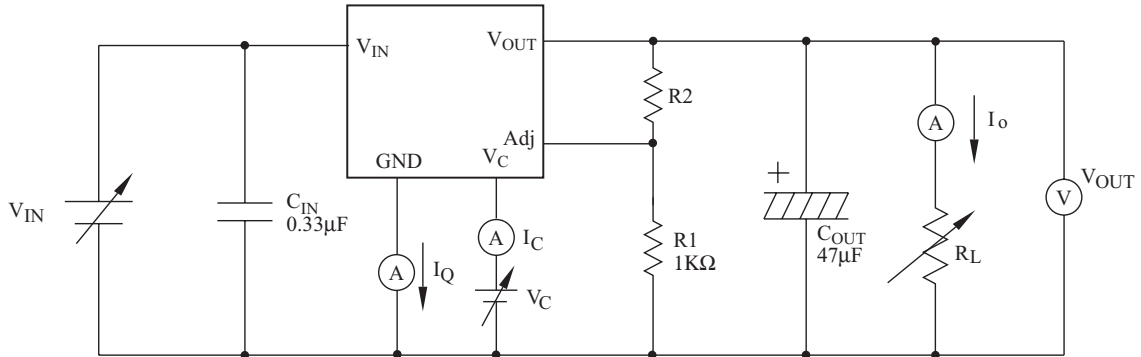 V_IN
V_OUT
R2
Adj
GND
V_C
A
I_o
+
V_IN
C_IN
0.33μF
A
I_C
A
I_Q
V_C
R1
1KΩ
C_OUT
47μF
R_L
V
V_OUT